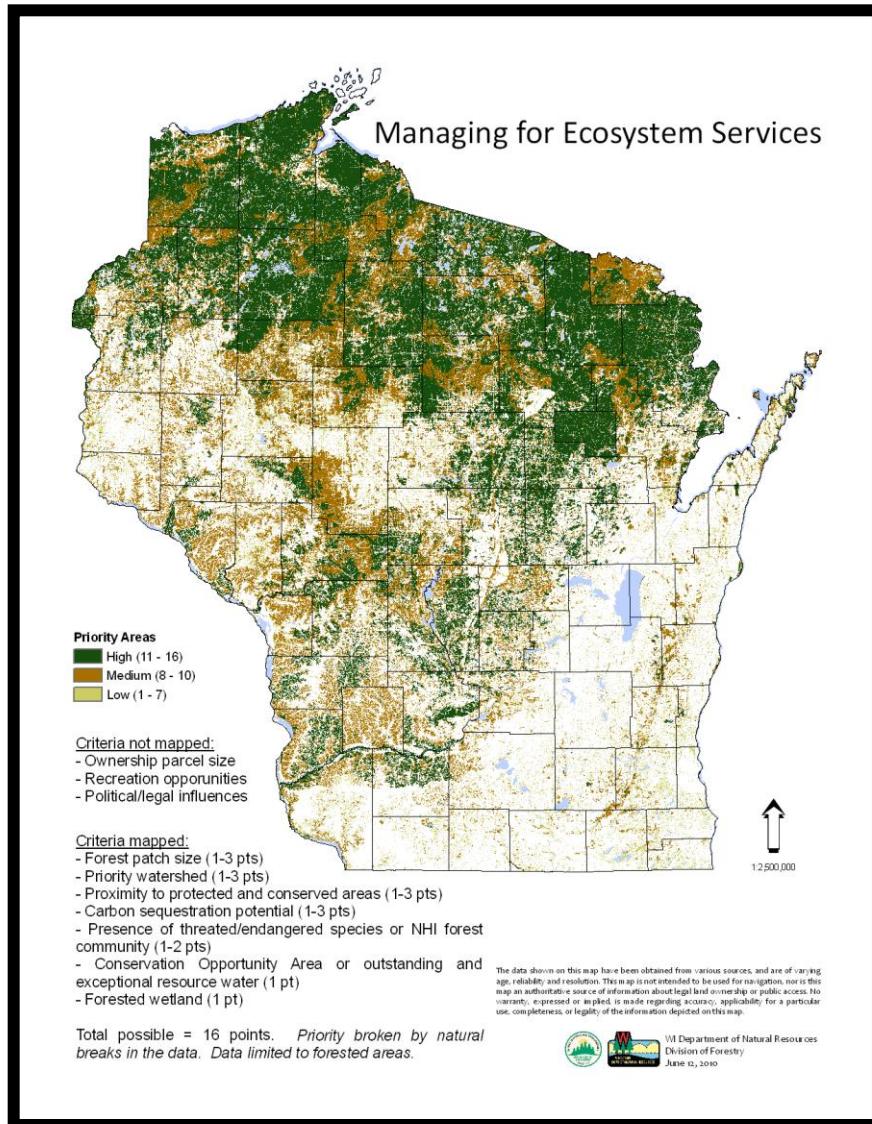 Managing for Ecosystem Services
Priority Areas
High (11 - 16)
Medium (8 - 10)
Low (1 - 7)
Criteria not mapped:
- Ownership parcel size
- Recreation opporunities
- Political/legal influences
Criteria mapped:
- Forest patch size (1-3 pts)
- Priority watershed (1-3 pts)
- Proximity to protected and conserved areas (1-3 pts)
- Carbon sequestration potential (1-3 pts)
- Presence of threated/endangered species or NHI forest
community (1-2 pts)
- Conservation Opportunity Area or outstanding and
exceptional resource water (1 pt)
- Forested wetland (1 pt)
Total possible = 16 points. Priority broken by natural
breaks in the data. Data limited to forested areas.
1:2,500,000
The data shown on this map have been obtained from various sources, and are of varying
age, reliability and resolution. This map is not intended to be used for navigation, nor is this
map an authoritative source of information about legal land ownership or public access. No
warranty, expressed or implied, is made regarding accuracy, applicability for a particular
use, completeness, or legality of the information depicted on this map.
WI Department of Natural Resources
Division of Forestry
June 12, 2010